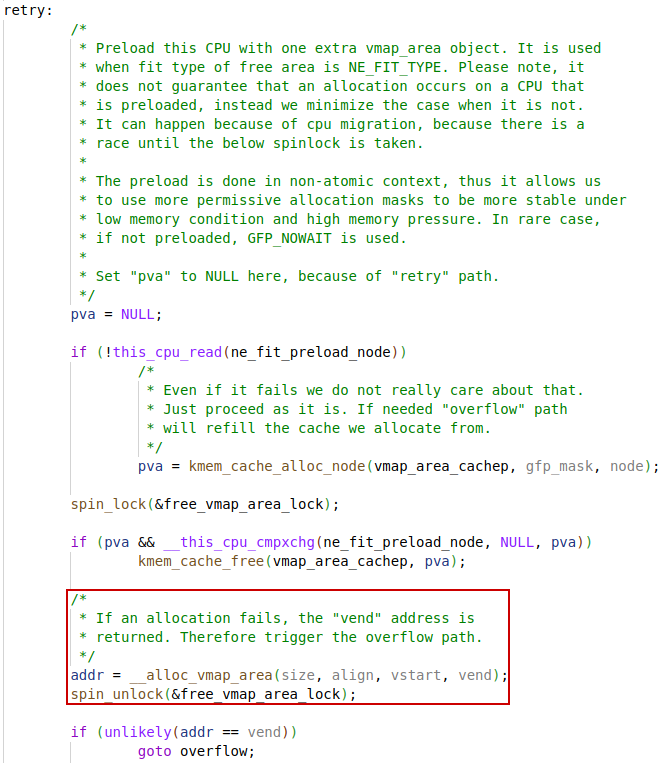 retry:
/*
 * Preload this CPU with one extra vmap_area object. It is used
 * when fit type of free area is NE_FIT_TYPE. Please note, it
 * does not guarantee that an allocation occurs on a CPU that
 * is preloaded, instead we minimize the case when it is not.
 * It can happen because of cpu migration, because there is a
 * race until the below spinlock is taken.
 *
 * The preload is done in non-atomic context, thus it allows us
 * to use more permissive allocation masks to be more stable under
 * low memory condition and high memory pressure. In rare case,
 * if not preloaded, GFP_NOWAIT is used.
 *
 * Set "pva" to NULL here, because of "retry" path.
 */
pva = NULL;
if (!this_cpu_read(ne_fit_preload_node))
/*
 * Even if it fails we do not really care about that.
 * Just proceed as it is. If needed "overflow" path
 * will refill the cache we allocate from.
 */
pva = kmem_cache_alloc_node(vmap_area_cachep, gfp_mask, node);
spin_lock(&free_vmap_area_lock);
if (pva && __this_cpu_cmpxchg(ne_fit_preload_node, NULL, pva))
kmem_cache_free(vmap_area_cachep, pva);
/*
 * If an allocation fails, the "vend" address is
 * returned. Therefore trigger the overflow path.
 */
addr = __alloc_vmap_area(size, align, vstart, vend);
spin_unlock(&free_vmap_area_lock);
if (unlikely(addr == vend))
goto overflow;